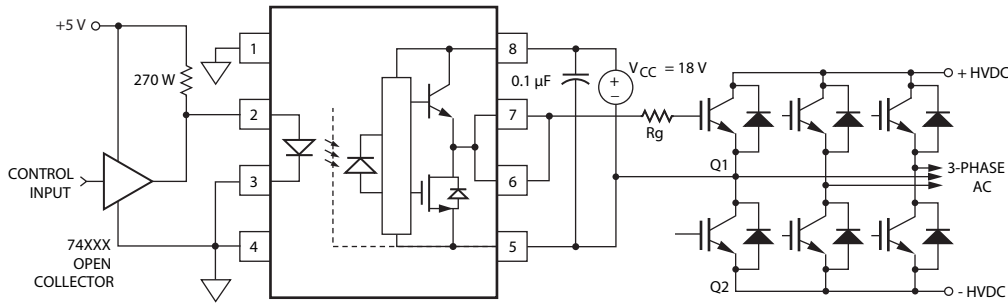 +5 V
270 W
CONTROL
INPUT
74XXX
OPEN
COLLECTOR
1
2
3
4
8
7
6
5
0.1 µF
+
−
VCC = 18 V
Rg
+ HVDC
Q1
3-PHASE
AC
Q2
- HVDC